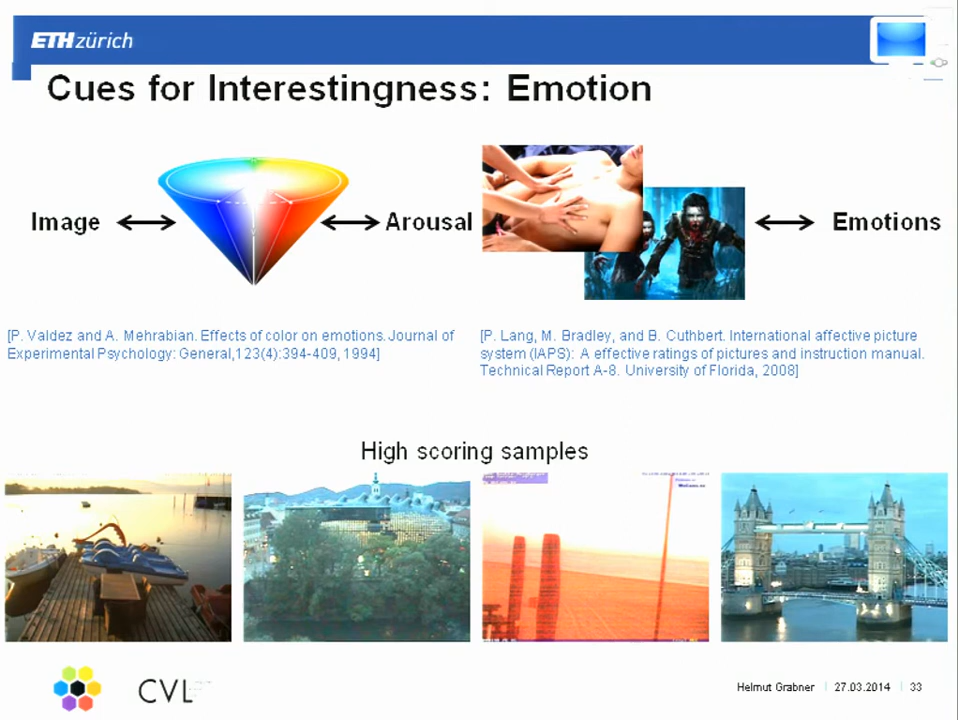 ETH zürich
Cues for Interestingness: Emotion
Image
Arousal
Emotions
[P. Valdez and A. Mehrabian. Effects of color on emotions. Journal of
Experimental Psychology: General,123(4):394-409, 1994]
[P. Lang, M. Bradley, and B. Cuthbert. International affective picture
system (IAPS): A effective ratings of pictures and instruction manual.
Technical Report A-8. University of Florida, 2008]
High scoring samples
CVL
Helmut Grabner | 27.03.2014 | 33